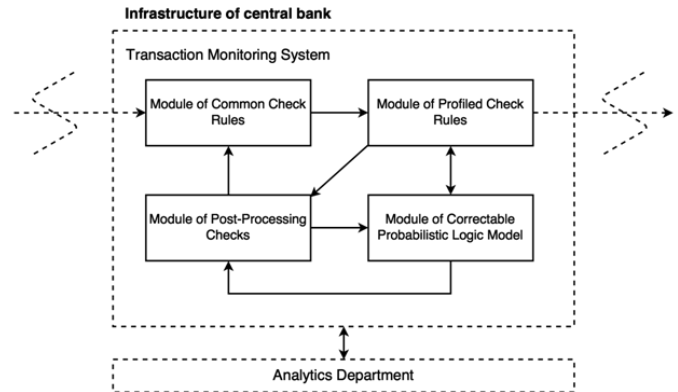 Infrastructure of central bank
Transaction Monitoring System
Module of Common Check
Rules
Module of Profiled Check
Rules
Module of Post-Processing
Checks
Module of Correctable
Probabilistic Logic Model
Analytics Department